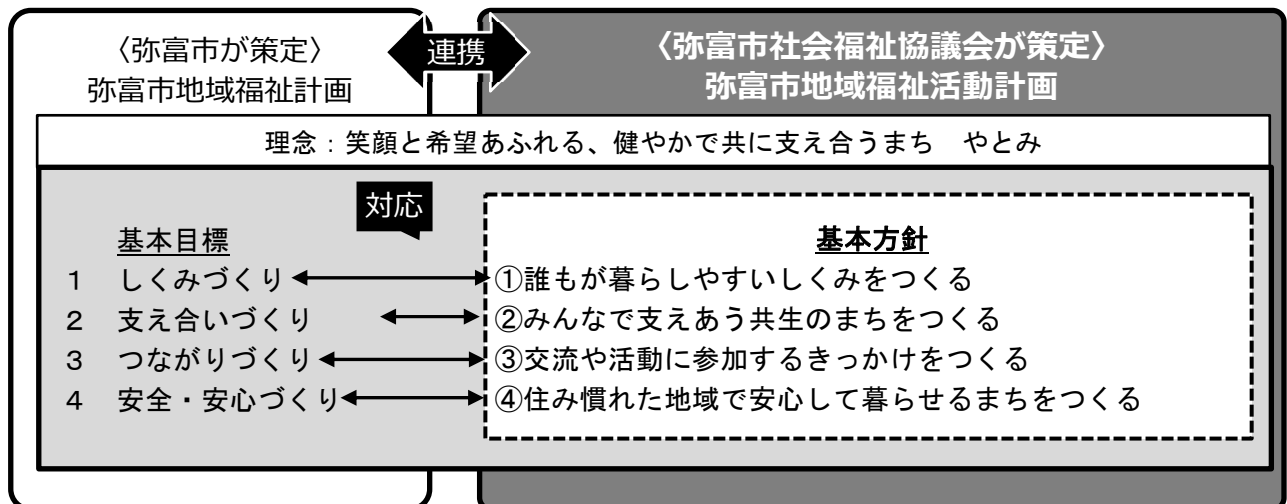 〈弥富市が策定〉
弥富市地域福祉計画
連携
〈弥富市社会福祉協議会が策定〉
弥富市地域福祉活動計画
理念:笑顔と希望あふれる、健やかで共に支え合うまち　やとみ
対応
基本目標
1　しくみづくり
2　支え合いづくり
3　つながりづくり
4　安全・安心づくり
基本方針
①誰もが暮らしやすいしくみをつくる
②みんなで支えあう共生のまちをつくる
③交流や活動に参加するきっかけをつくる
④住み慣れた地域で安心して暮らせるまちをつくる